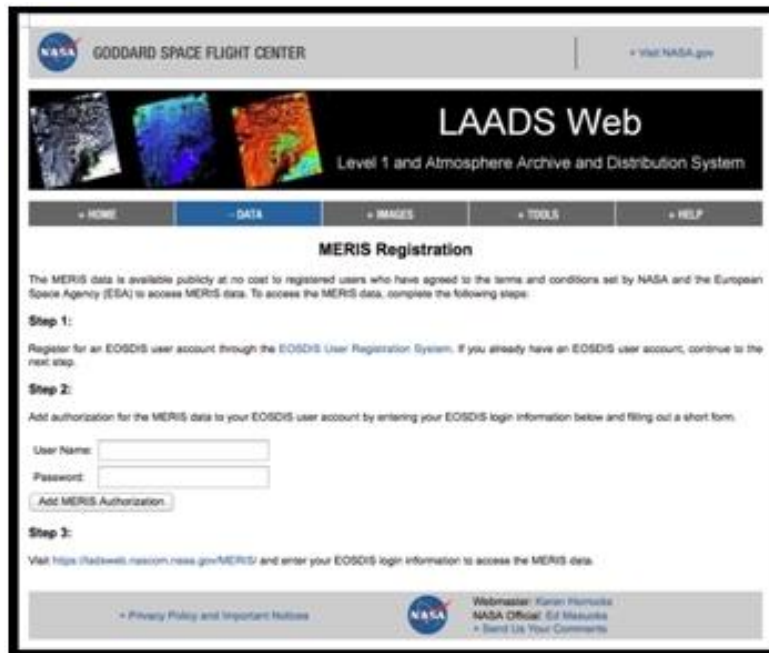 NASA
GODDARD SPACE FLIGHT CENTER
+ Visit NASA.gov
LAADS Web
Level 1 and Atmosphere Archive and Distribution System
+ HOME
- DATA
+ IMAGES
+ TOOLS
+ HELP
MERIS Registration
The MERIS data is available publicly at no cost to registered users who have agreed to the terms and conditions set by NASA and the European
Space Agency (ESA) to access MERIS data. To access the MERIS data, complete the following steps:
Step 1:
Register for an EOSDIS user account through the EOSDIS User Registration System. If you already have an EOSDIS user account, continue to the
next step.
Step 2:
Add authorization for the MERIS data to your EOSDIS user account by entering your EOSDIS login information below and filling out a short form.
User Name:
Password:
Add MERIS Authorization
Step 3:
Visit https://ladsweb.nascom.nasa.gov/MERIS/ and enter your EOSDIS login information to access the MERIS data.
+ Privacy Policy and Important Notices
NASA
Webmaster: Karen Horrocks
NASA Official: Ed Masuoka
+ Send Us Your Comments